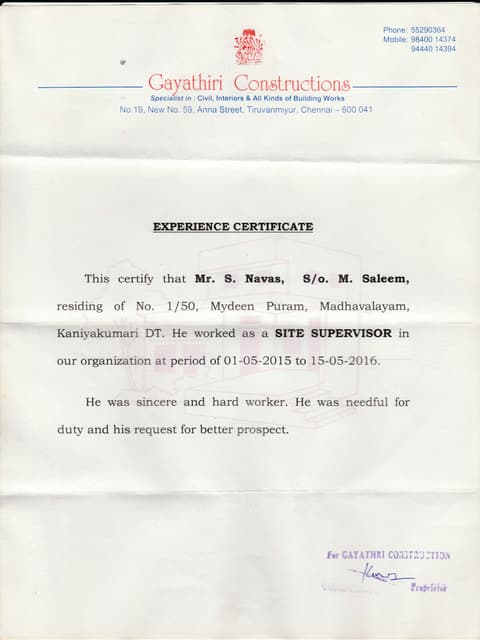 Phone: 55290364
Mobile: 98400 14374
94440 14394
Gayathiri Constructions
Specialist in : Civil, Interiors & All Kinds of Building Works
No.19, New No. 59, Anna Street, Tiruvanmiyur, Chennai – 600 041
EXPERIENCE CERTIFICATE
This certify that Mr. S. Navas, S/o. M. Saleem,
residing of No. 1/50, Mydeen Puram, Madhavalayam,
Kaniyakumari DT. He worked as a SITE SUPERVISOR in
our organization at period of 01-05-2015 to 15-05-2016.
He was sincere and hard worker. He was needful for
duty and his request for better prospect.
For GAYATHRI CONSTRUCTION
Proprietor